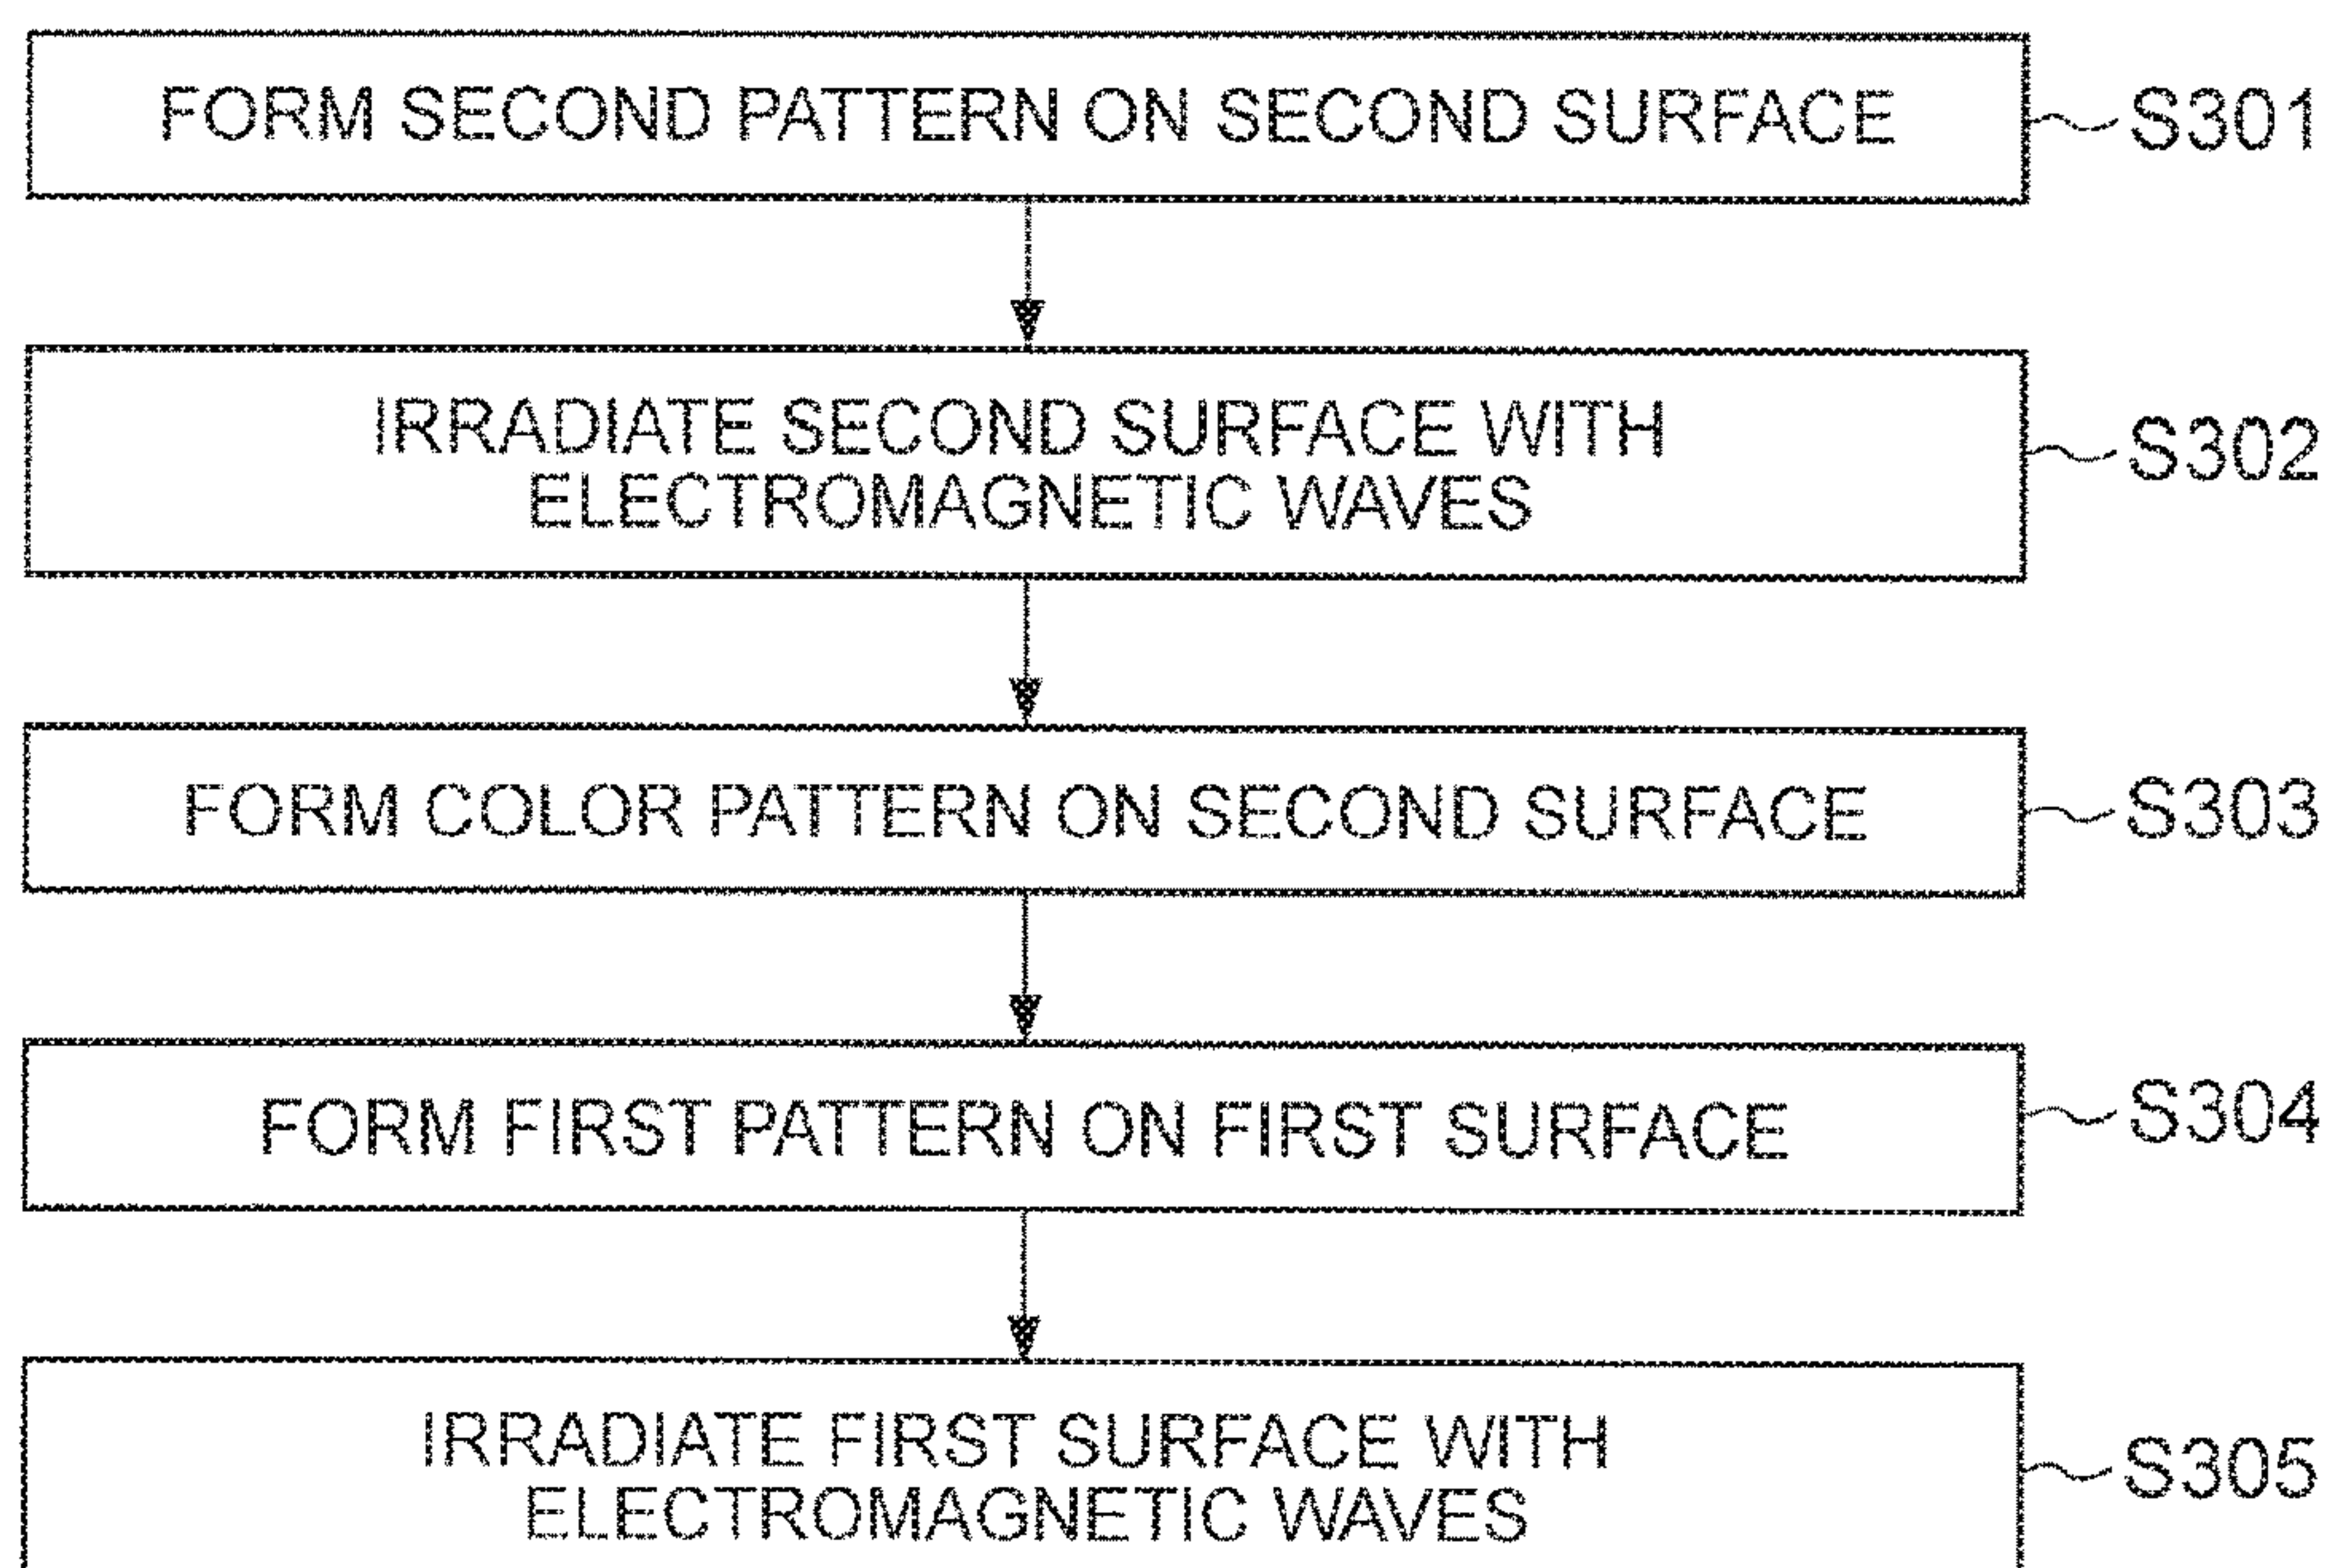 FORM SECOND PATTERN ON SECOND SURFACE
S301
IRRADIATE SECOND SURFACE WITH
ELECTROMAGNETIC WAVES
S302
FORM COLOR PATTERN ON SECOND SURFACE
S303
FORM FIRST PATTERN ON FIRST SURFACE
S304
IRRADIATE FIRST SURFACE WITH
ELECTROMAGNETIC WAVES
S305